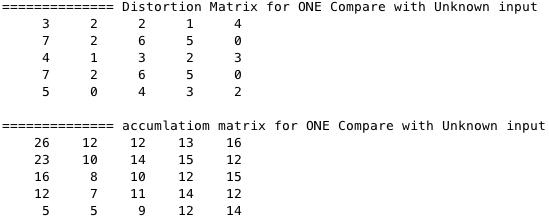 ============== Distortion Matrix for ONE Compare with Unknown input
3 2 2 1 4
7 2 6 5 0
4 1 3 2 3
7 2 6 5 0
5 0 4 3 2
============== accumlatiom matrix for ONE Compare with Unknown input
26 12 12 13 16
23 10 14 15 12
16 8 10 12 15
12 7 11 14 12
5 5 9 12 14